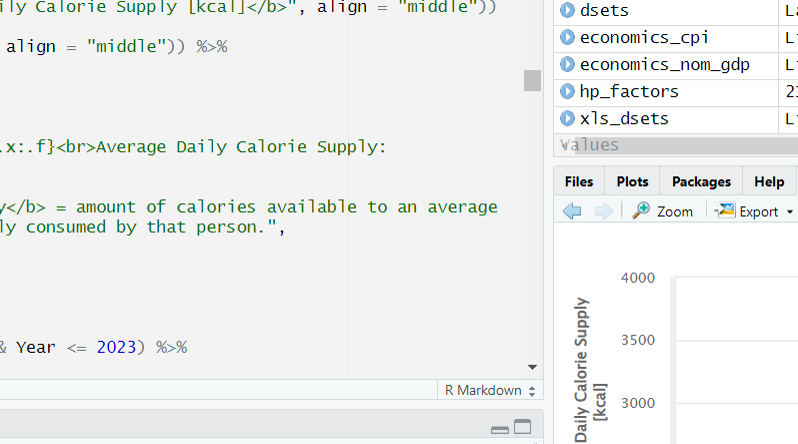 ily Calorie Supply [kcal]</b>", align = "middle"))
align = "middle")) %>%
.x:.f}<br>Average Daily Calorie Supply:
y</b> = amount of calories available to an average
ly consumed by that person.",
& Year <= 2023) %>%
R Markdown
dsets
economics_cpi
Li
economics_nom_gdp
Li
hp_factors
21
xls_dsets
Li
Values
Files Plots Packages Help
Zoom Export
4000
3500
3000
Daily Calorie Supply
[kcal]